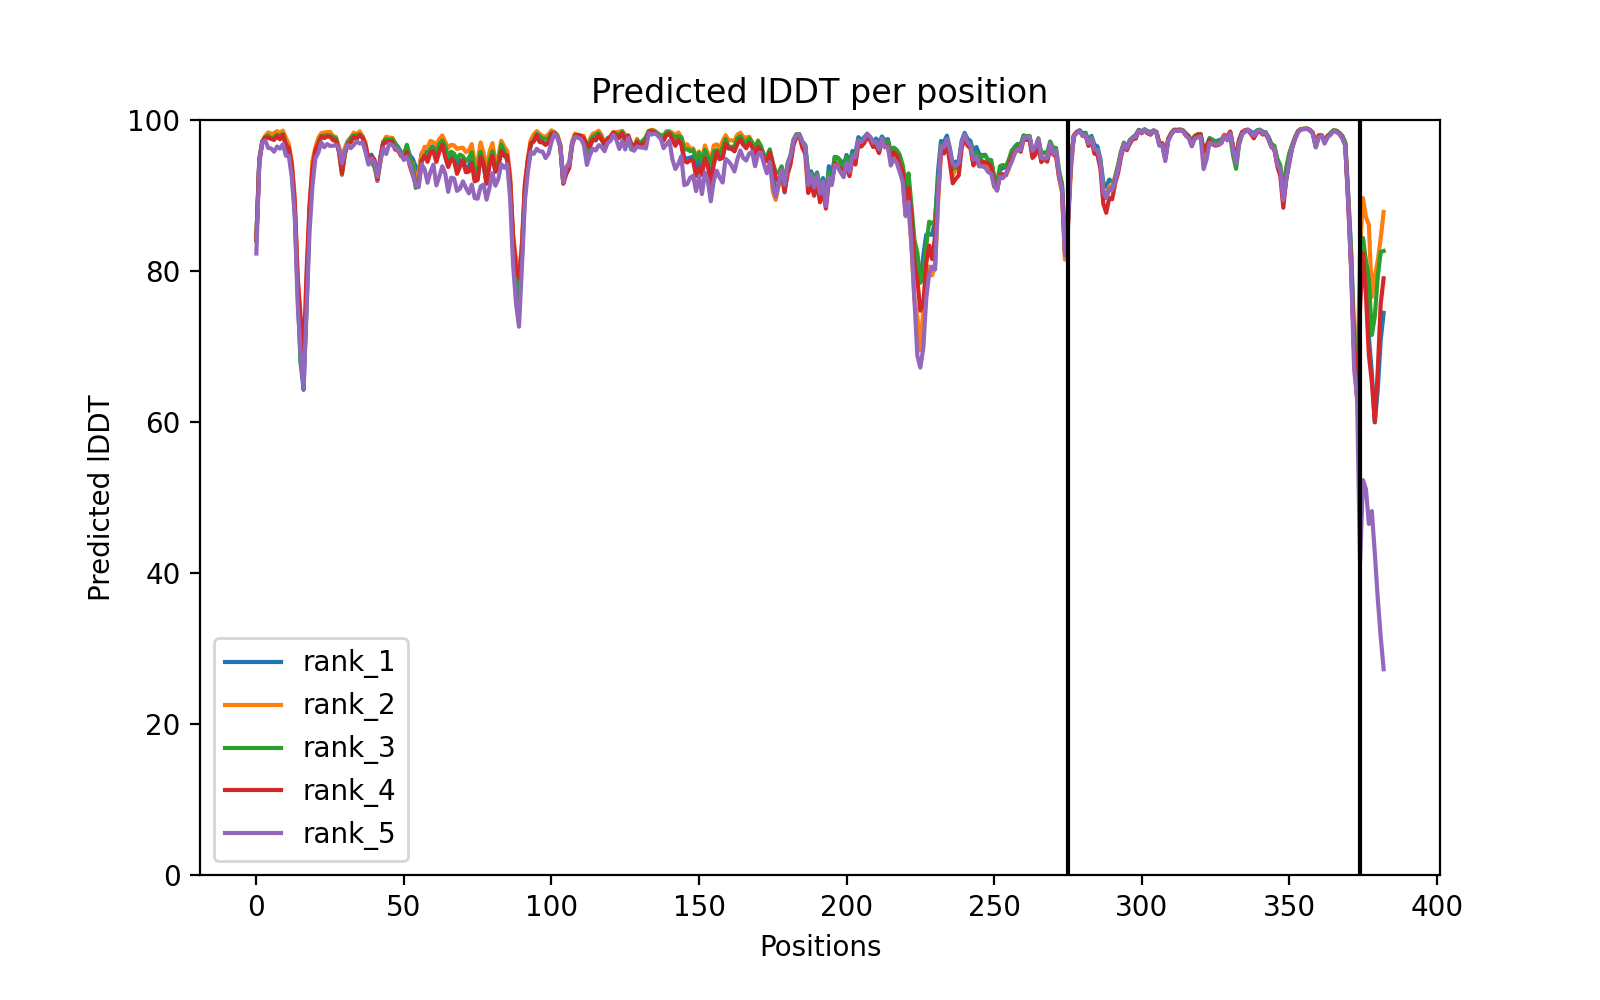 Predicted lDDT per position
100
80
60
40
20
0
Predicted lDDT
rank_1
rank_2
rank_3
rank_4
rank_5
0 50 100 150 200 250 300 350 400
Positions